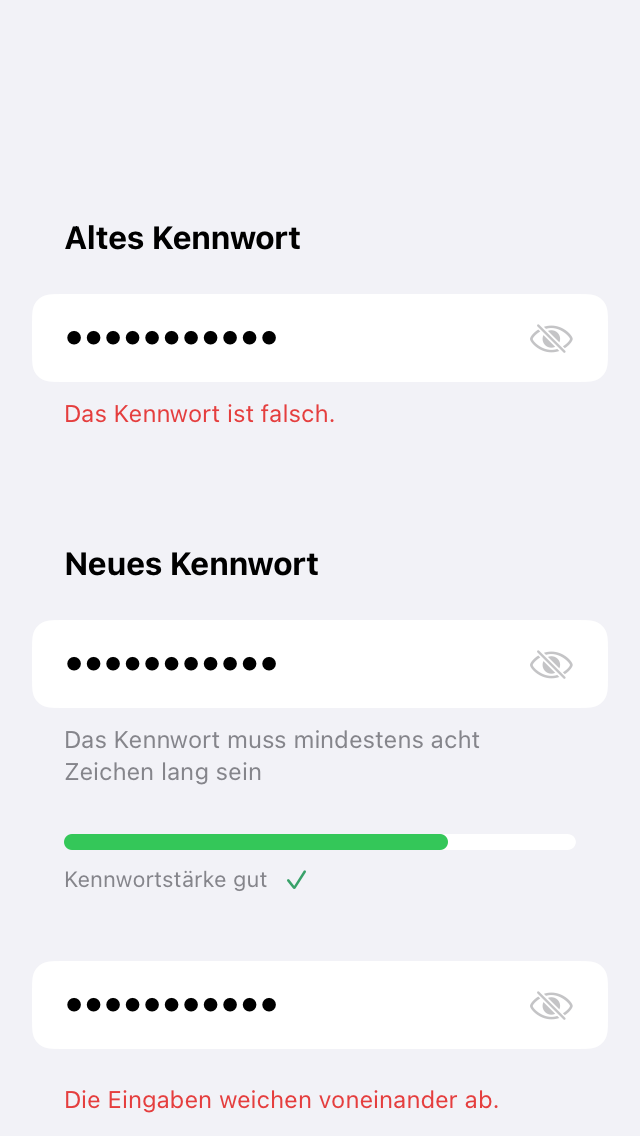 Altes Kennwort
●●●●●●●●●●●
Das Kennwort ist falsch.
Neues Kennwort
●●●●●●●●●●●
Das Kennwort muss mindestens acht
Zeichen lang sein
Kennwortstärke gut ✓
●●●●●●●●●●●
Die Eingaben weichen voneinander ab.